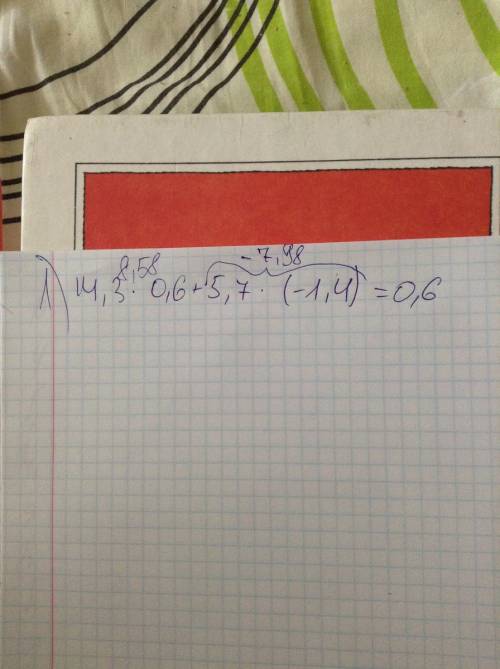 8,58 -7,98
1) 14,3 · 0,6 + 5,7 · (-1,4) = 0,6